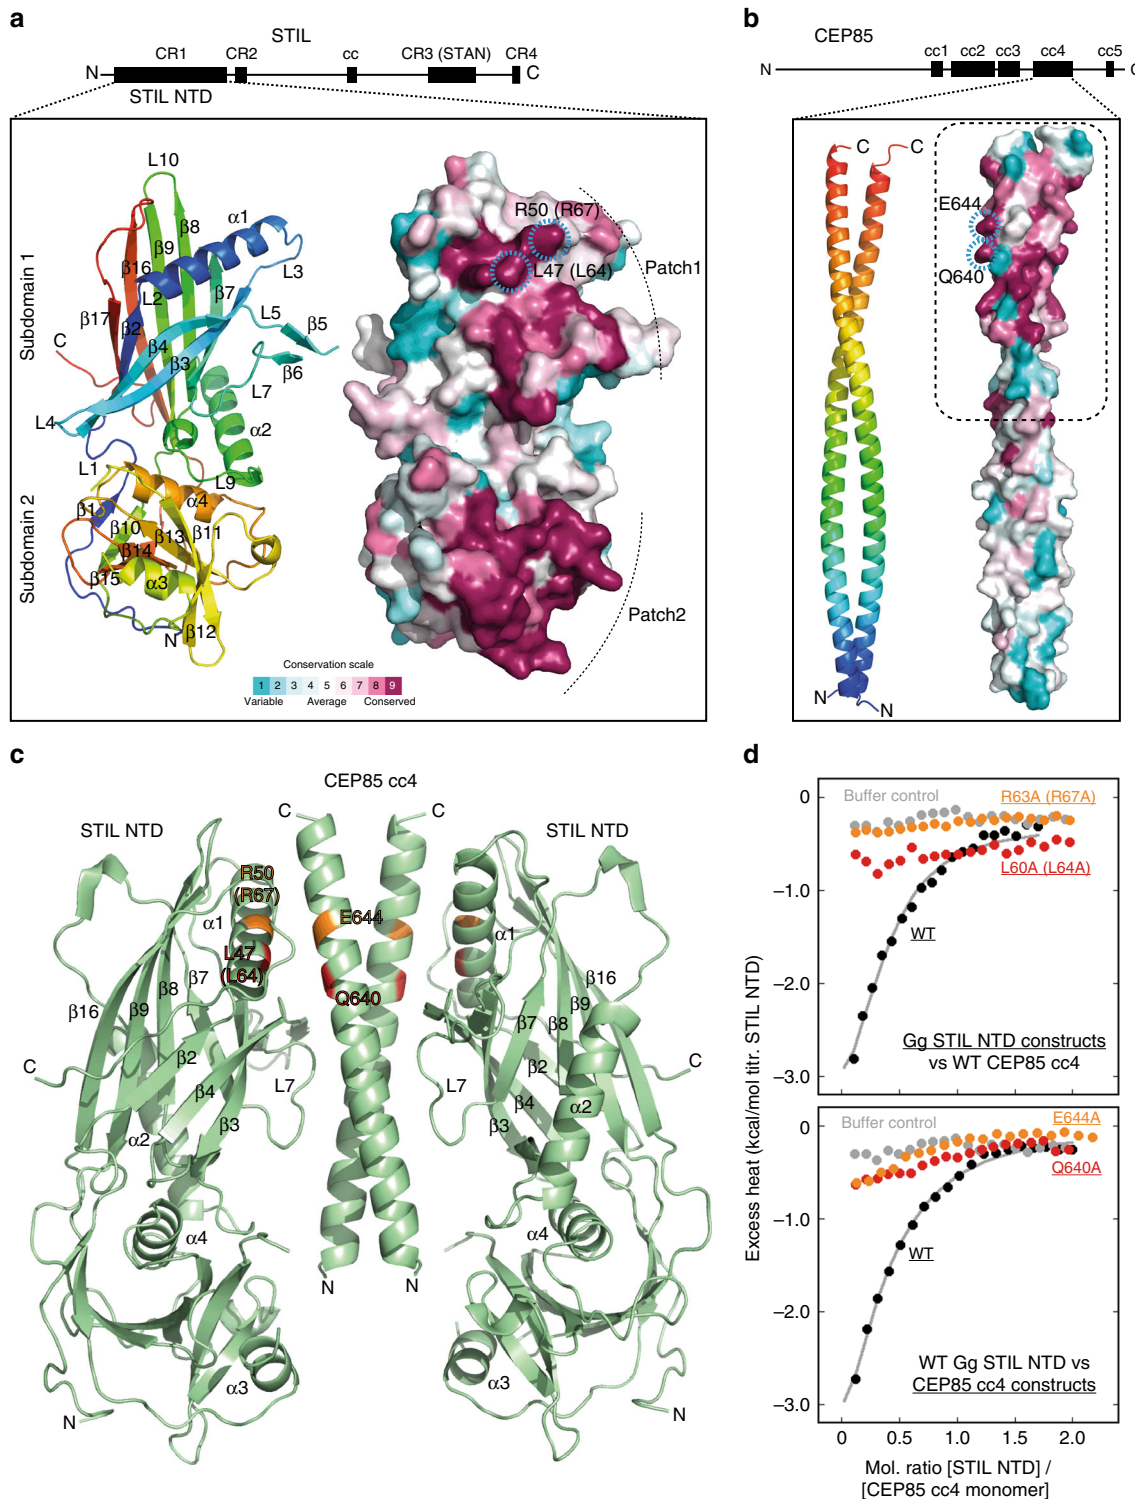 a
STIL
N
CR1
CR2
cc
CR3 (STAN)
CR4
C
STIL NTD
Subdomain 1
Subdomain 2
L10
α1
β8
β9
β16
L3
L2
β7
β17
β2
L5
β5
C
β4
β3
β6
L7
L4
α2
L1
L9
α4
β1
β10
β13
β11
β14
β15
α3
N
β12
R50 (R67)
L47 (L64)
Patch1
Patch2
Conservation scale
1 2 3 4 5 6 7 8 9
Variable Average Conserved
b
CEP85
N
cc1
cc2
cc3
cc4
cc5
C
C
C
E644
Q640
N
N
c
CEP85 cc4
C
C
STIL NTD
STIL NTD
R50
(R67)
α1
E644
α1
L47
(L64)
β7
β8
β9
β16
Q640
β16
β9
β8
β7
β2
β2
C
C
L7
L7
β4
β4
α2
β3
β3
α2
α4
α4
N
N
α3
α3
N
N
d
Excess heat (kcal/mol titr. STIL NTD)
0
−1.0
−2.0
−3.0
Buffer control
R63A (R67A)
L60A (L64A)
WT
Gg STIL NTD constructs
vs WT CEP85 cc4
0
−1.0
−2.0
−3.0
Buffer control
E644A
Q640A
WT
WT Gg STIL NTD vs
CEP85 cc4 constructs
0 0.5 1.0 1.5 2.0
Mol. ratio [STIL NTD] /
[CEP85 cc4 monomer]